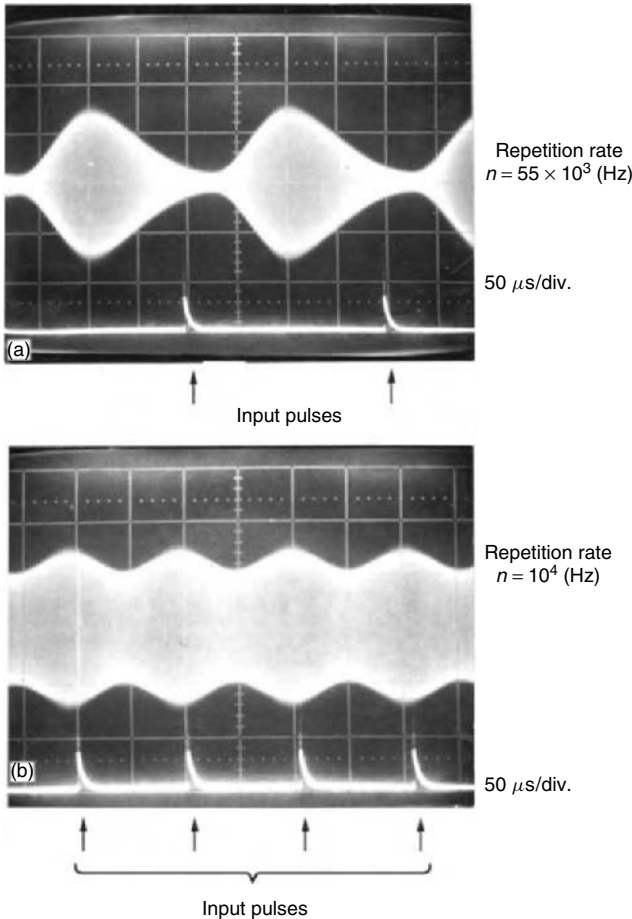 Repetition rate
n = 55 × 10³ (Hz)
50 μs/div.
(a)
Input pulses
Repetition rate
n = 10⁴ (Hz)
(b)
50 μs/div.
Input pulses